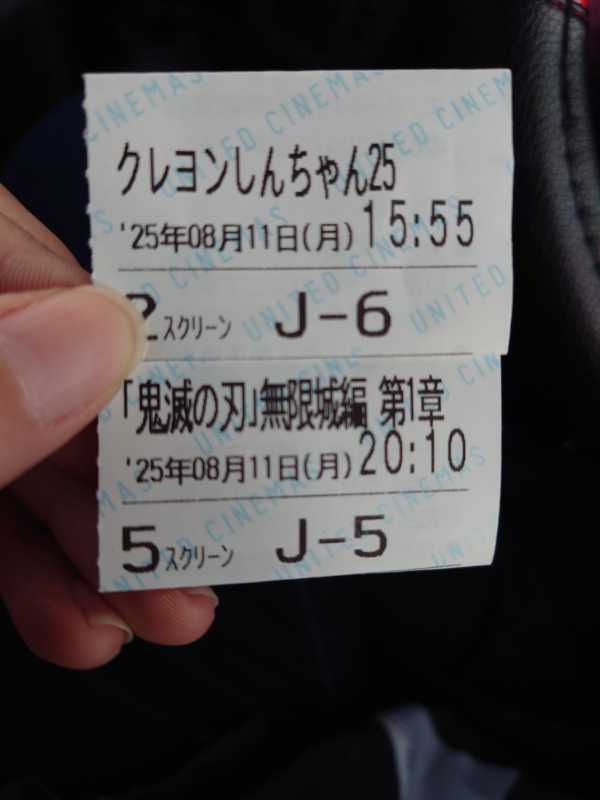 クレヨンしんちゃん25
'25年08月11日(月) 15:55
2スクリーン J-6
「鬼滅の刃」無限城編 第1章
'25年08月11日(月) 20:10
5スクリーン J-5
UNITED CINEMAS